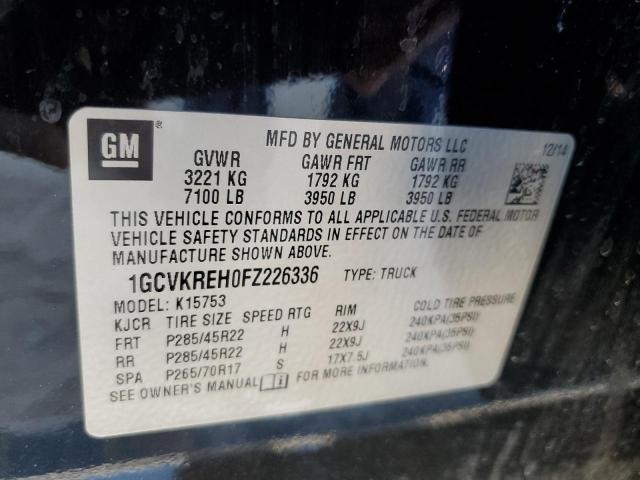 GM ®
MFD BY GENERAL MOTORS LLC 12/14
GVWR GAWR FRT GAWR RR
3221 KG 1792 KG 1792 KG
7100 LB 3950 LB 3950 LB
THIS VEHICLE CONFORMS TO ALL APPLICABLE U.S. FEDERAL MOTOR
VEHICLE SAFETY STANDARDS IN EFFECT ON THE DATE OF
MANUFACTURE SHOWN ABOVE.
1GCVKREH0FZ226336 TYPE: TRUCK
MODEL: K15753
KJCR TIRE SIZE SPEED RTG RIM COLD TIRE PRESSURE
FRT P285/45R22 H 22X9J 240KPA(35PSI)
RR P285/45R22 H 22X9J 240KPA(35PSI)
SPA P265/70R17 S 17X7.5J 240KPA(35PSI)
SEE OWNER'S MANUAL FOR MORE INFORMATION.